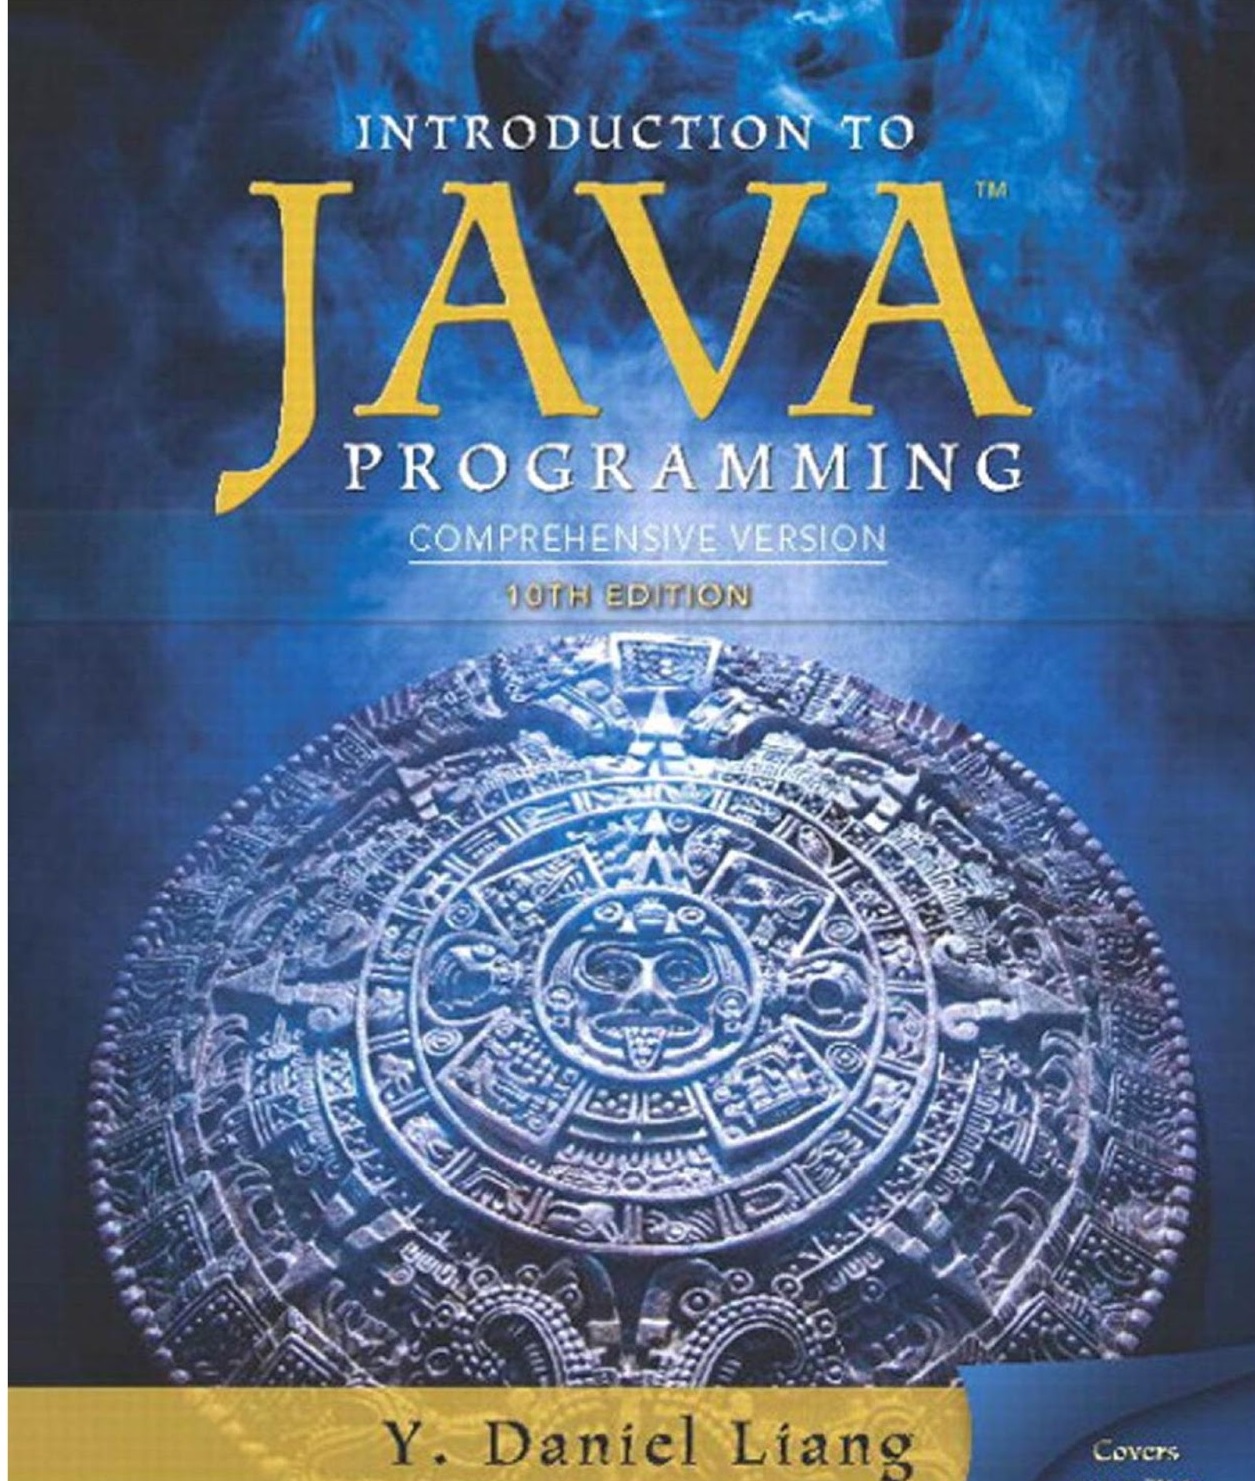 INTRODUCTION TO
JAVA™
PROGRAMMING
COMPREHENSIVE VERSION
10TH EDITION
Y. Daniel Liang
Covers